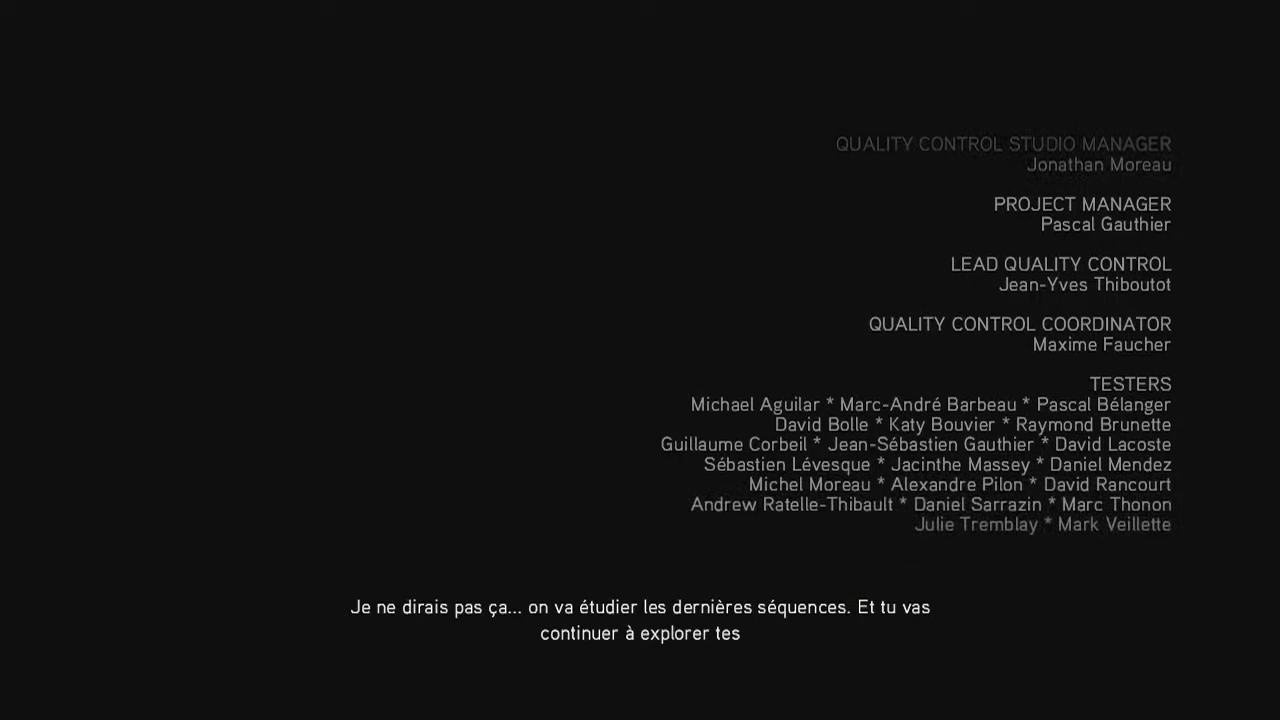 QUALITY CONTROL STUDIO MANAGER
Jonathan Moreau
PROJECT MANAGER
Pascal Gauthier
LEAD QUALITY CONTROL
Jean-Yves Thiboutot
QUALITY CONTROL COORDINATOR
Maxime Faucher
TESTERS
Michael Aguilar * Marc-André Barbeau * Pascal Bélanger
David Bolle * Katy Bouvier * Raymond Brunette
Guillaume Corbeil * Jean-Sébastien Gauthier * David Lacoste
Sébastien Lévesque * Jacinthe Massey * Daniel Mendez
Michel Moreau * Alexandre Pilon * David Rancourt
Andrew Ratelle-Thibault * Daniel Sarrazin * Marc Thonon
Julie Tremblay * Mark Veillette
Je ne dirais pas ça... on va étudier les dernières séquences. Et tu vas
continuer à explorer tes